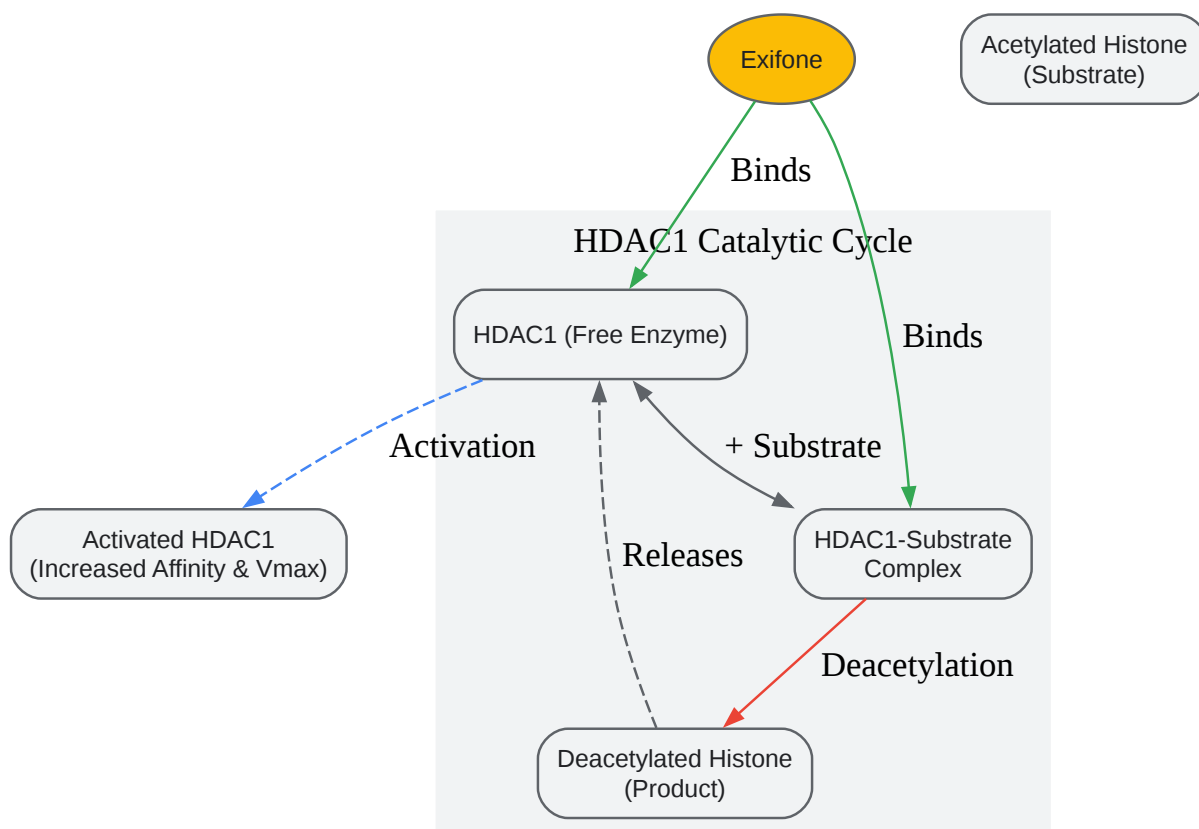 Exifone
Acetylated Histone
(Substrate)
Binds
HDAC1 Catalytic Cycle
HDAC1 (Free Enzyme)
Binds
Activation
+ Substrate
Activated HDAC1
(Increased Affinity & Vmax)
Releases
HDAC1-Substrate
Complex
Deacetylation
Deacetylated Histone
(Product)